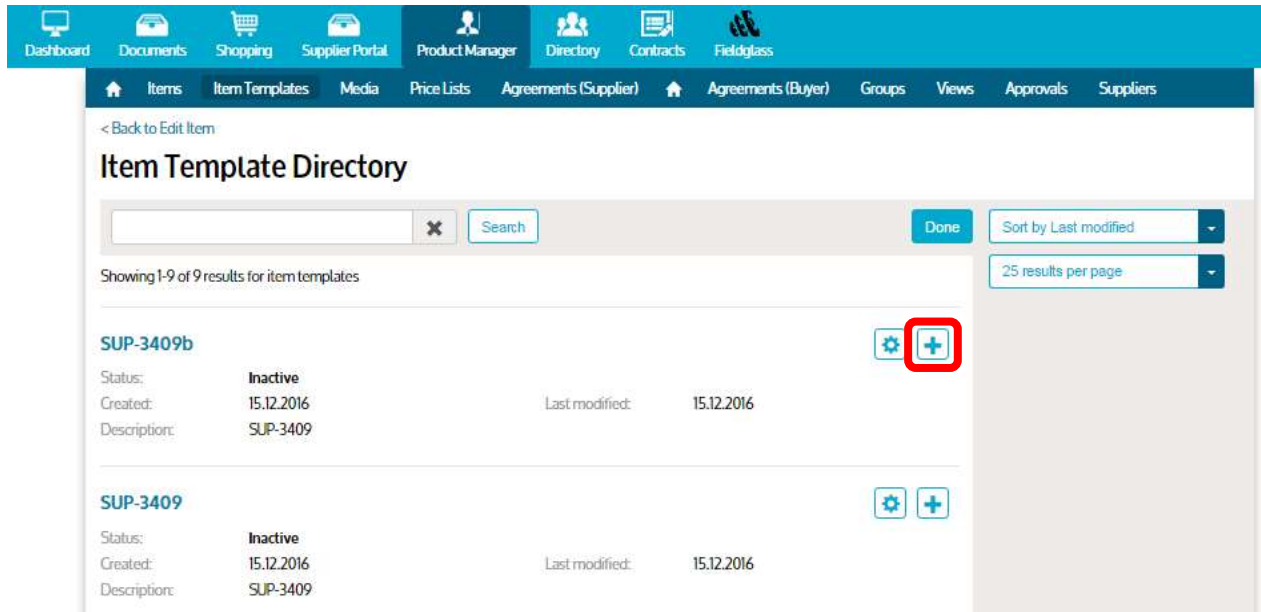 Dashboard Documents Shopping Supplier Portal Product Manager Directory Contracts Fieldglass
Items Item Templates Media Price Lists Agreements (Supplier) Agreements (Buyer) Groups Views Approvals Suppliers
< Back to Edit Item
Item Template Directory
Search Done Sort by Last modified
Showing 1-9 of 9 results for item templates 25 results per page
SUP-3409b
Status: Inactive
Created: 15.12.2016 Last modified: 15.12.2016
Description: SUP-3409
SUP-3409
Status: Inactive
Created: 15.12.2016 Last modified: 15.12.2016
Description: SUP-3409